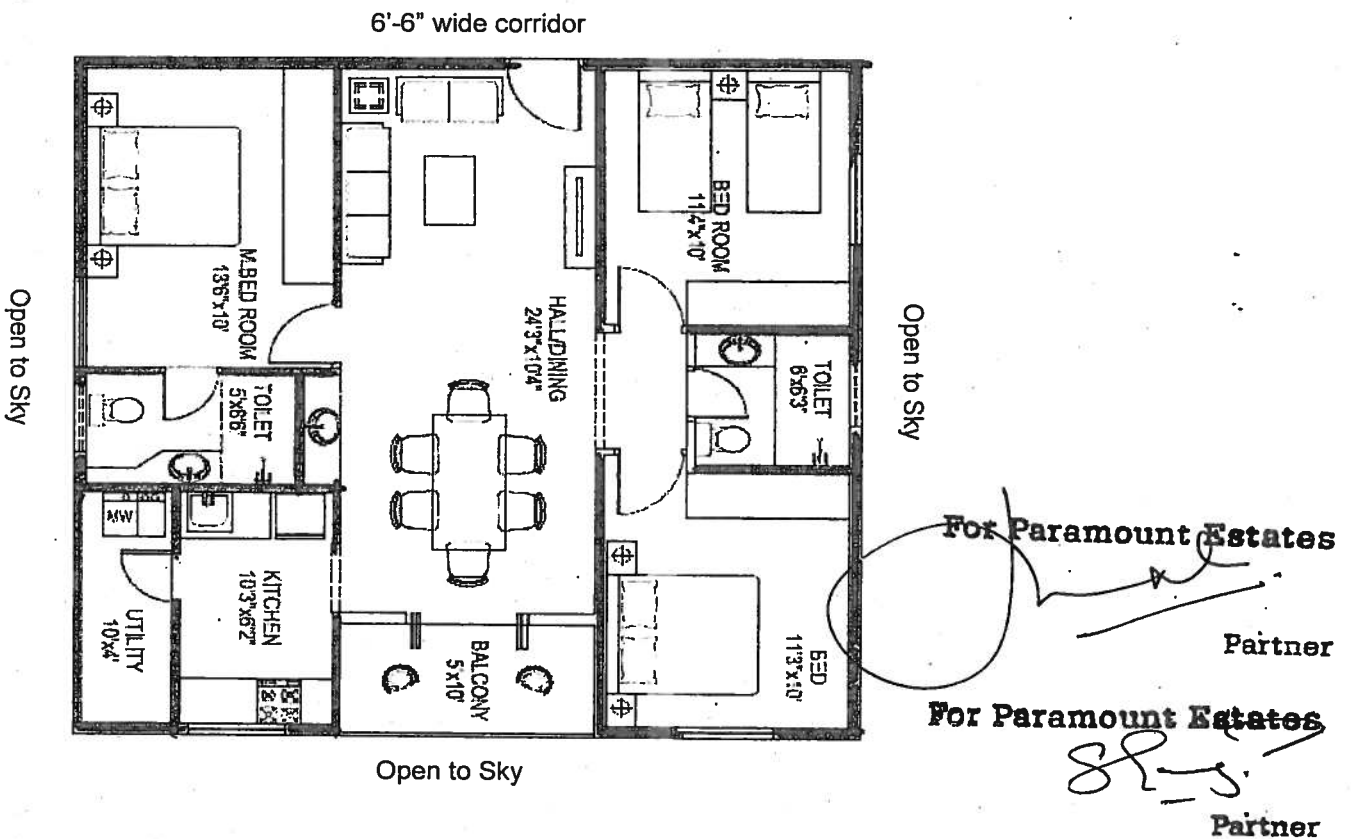 6'-6" wide corridor
M.BED ROOM
13'6"x10'
HALL/DINING
24'3"x10'4"
BED ROOM
11'4"x10'
TOILET
5'x6'6"
TOILET
6'x6'3"
KITCHEN
10'3"x6'2"
UTILITY
10'x4'
BALCONY
5'x10'
BED
11'3"x10'
Open to Sky
Open to Sky
Open to Sky
For Paramount Estates
Partner
For Paramount Estates
Partner